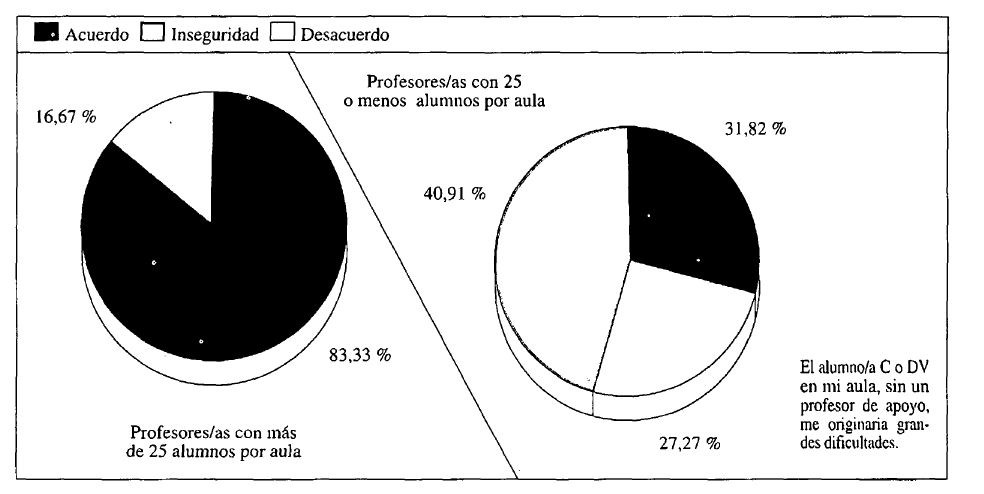 Acuerdo Inseguridad Desacuerdo
16,67 %
83,33 %
Profesores/as con más
de 25 alumnos por aula
Profesores/as con 25
o menos alumnos por aula
31,82 %
40,91 %
27,27 %
El alumno/a C o DV
en mi aula, sin un
profesor de apoyo,
me originaria gran-
des dificultades.